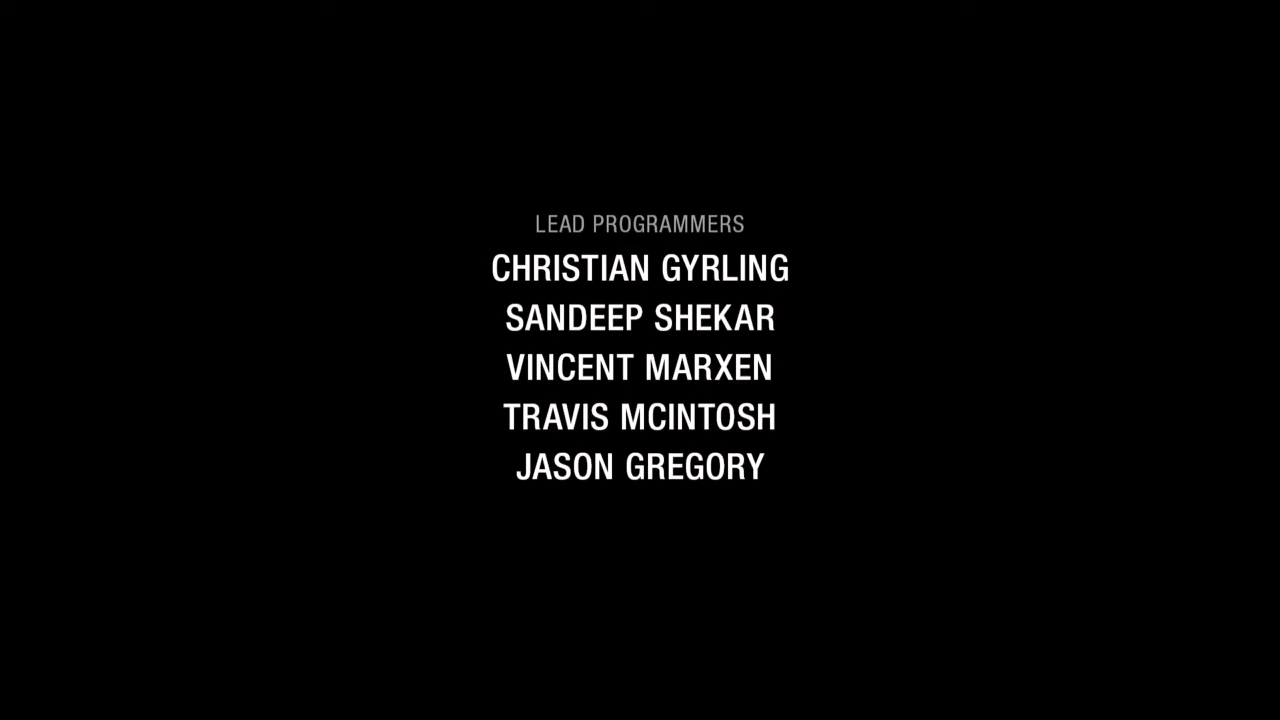 LEAD PROGRAMMERS
CHRISTIAN GYRLING
SANDEEP SHEKAR
VINCENT MARXEN
TRAVIS MCINTOSH
JASON GREGORY